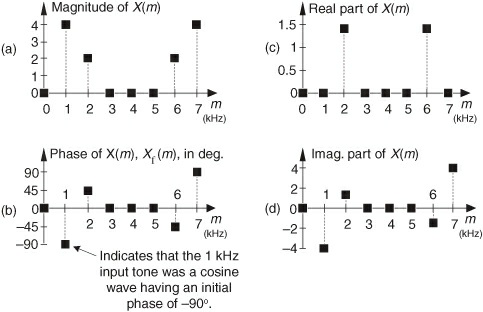 Magnitude of X(m)
(a)
4
3
2
1
0
0 1 2 3 4 5 6 7 m
(kHz)
Real part of X(m)
(c)
1.5
1
0.5
0
0 1 2 3 4 5 6 7 m
(kHz)
Phase of X(m), XΓ(m), in deg.
(b)
90
45
0
−45
−90
0 1 2 3 4 5 6 7 m
(kHz)
Indicates that the 1 kHz
input tone was a cosine
wave having an initial
phase of –90º.
Imag. part of X(m)
(d)
4
2
0
−2
−4
0 1 2 3 4 5 6 7 m
(kHz)